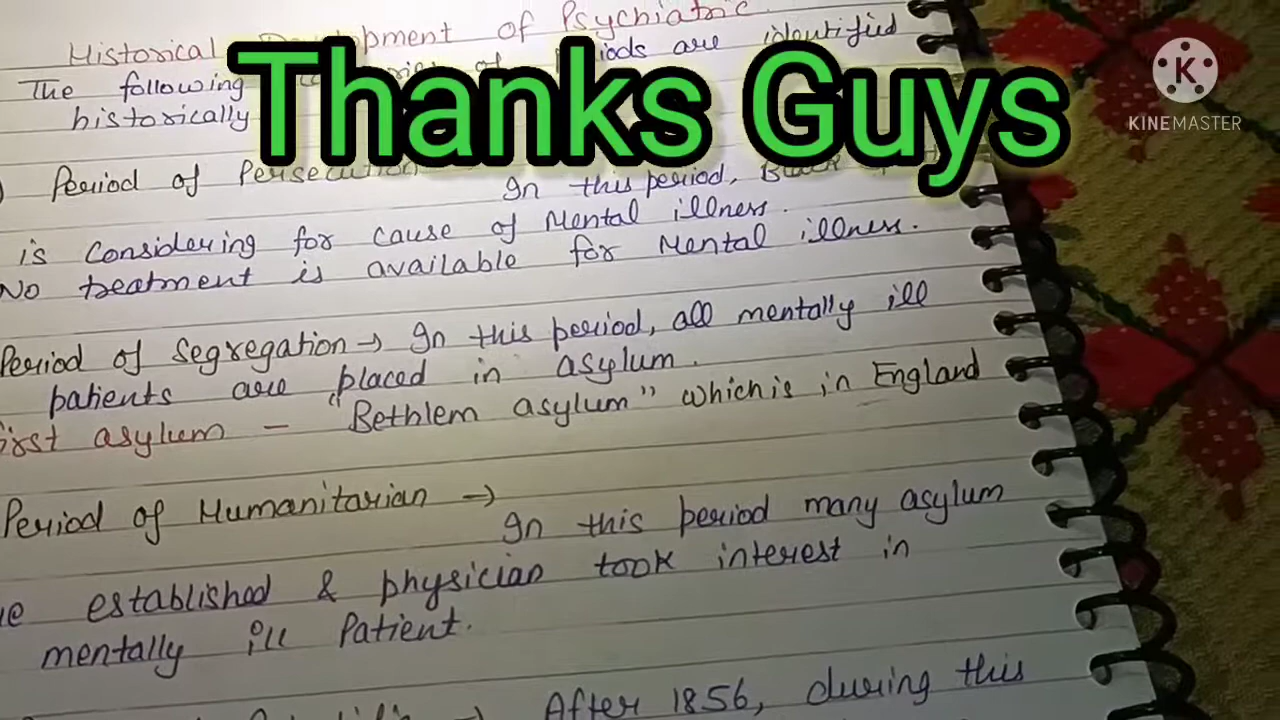 Historical Development of Psychiatric
The following of Periods are identified
historically
Thanks Guys
K
KINEMASTER
Period of Persecution
In this period, Black
is Considering for cause of Mental illness.
No treatment is available for Mental illness.
Period of Segregation → In this period, all mentally ill
patients are placed in asylum.
First asylum - "Bethlem asylum" which is in England
Period of Humanitarian →
In this period many asylum
established & physician took interest in
mentally ill Patient.
→ After 1856, during this